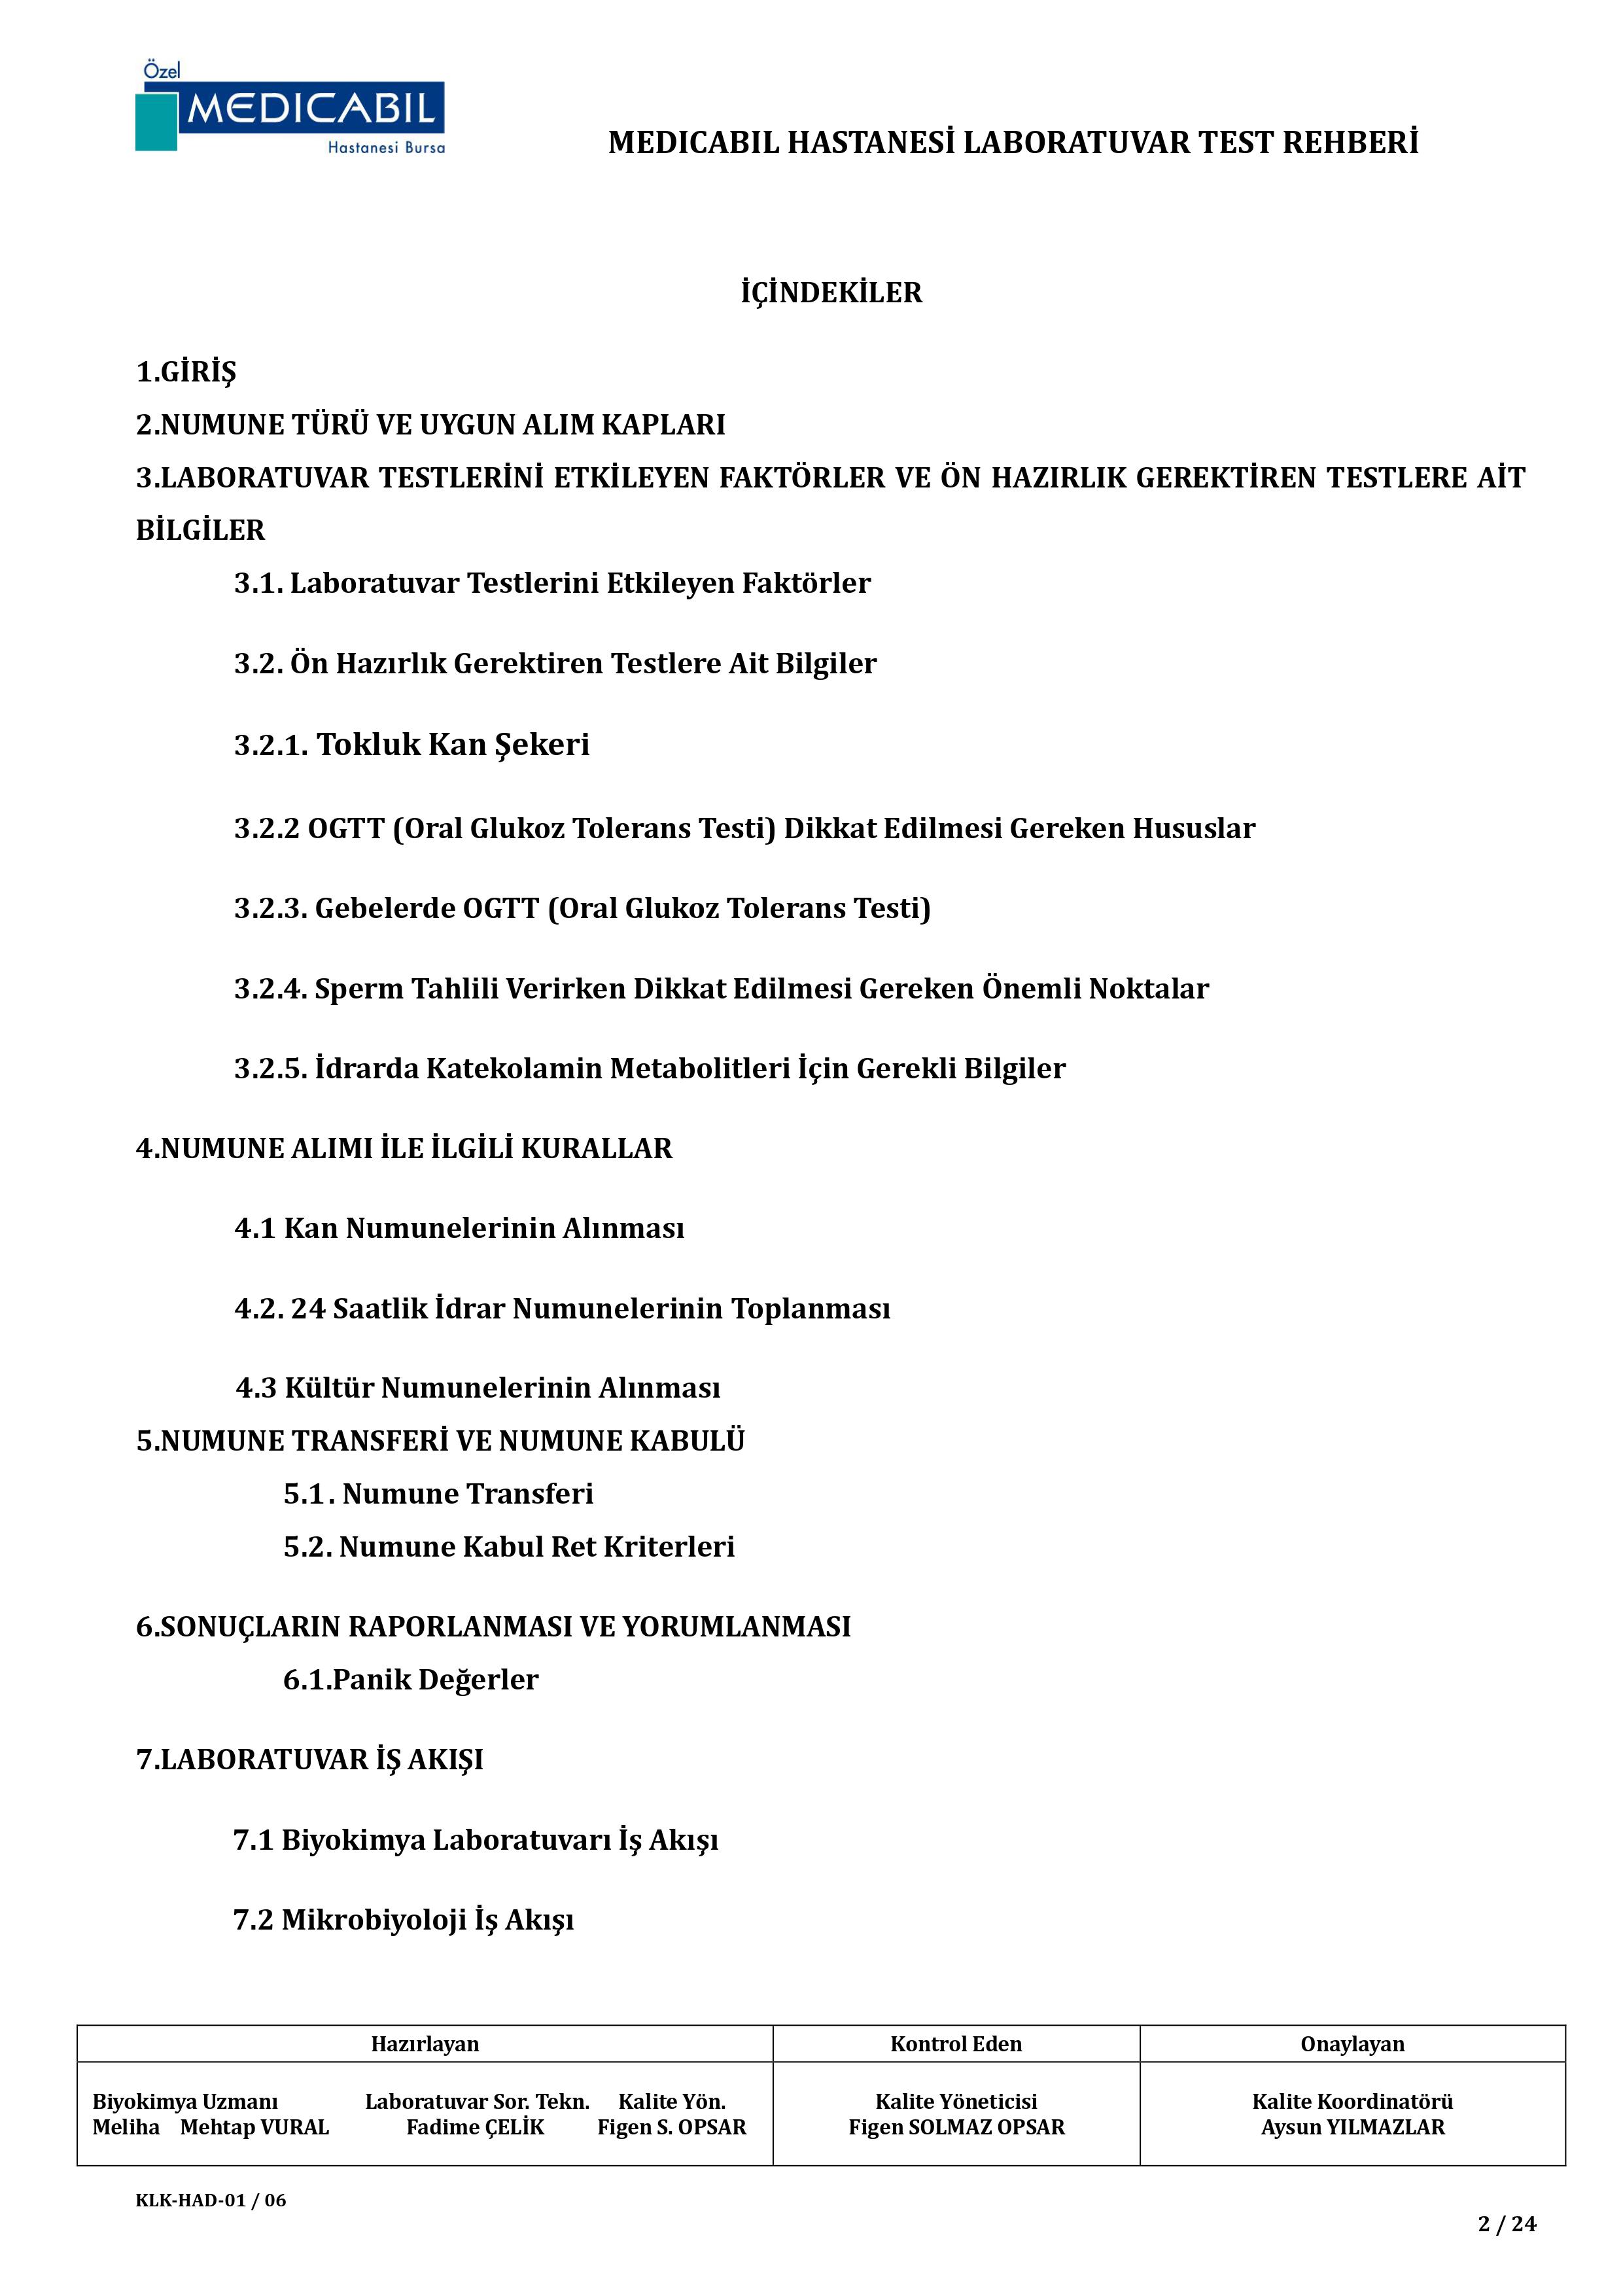 Özel
MEDICABIL
Hastanesi Bursa
MEDICABIL HASTANESİ LABORATUVAR TEST REHBERİ
İÇİNDEKİLER
1.GİRİŞ
2.NUMUNE TÜRÜ VE UYGUN ALIM KAPLARI
3.LABORATUVAR TESTLERİNİ ETKİLEYEN FAKTÖRLER VE ÖN HAZIRLIK GEREKTİREN TESTLERE AİT
BİLGİLER
3.1. Laboratuvar Testlerini Etkileyen Faktörler
3.2. Ön Hazırlık Gerektiren Testlere Ait Bilgiler
3.2.1. Tokluk Kan Şekeri
3.2.2 OGTT (Oral Glukoz Tolerans Testi) Dikkat Edilmesi Gereken Hususlar
3.2.3. Gebelerde OGTT (Oral Glukoz Tolerans Testi)
3.2.4. Sperm Tahlili Verirken Dikkat Edilmesi Gereken Önemli Noktalar
3.2.5. İdrarda Katekolamin Metabolitleri İçin Gerekli Bilgiler
4.NUMUNE ALIMI İLE İLGİLİ KURALLAR
4.1 Kan Numunelerinin Alınması
4.2. 24 Saatlik İdrar Numunelerinin Toplanması
4.3 Kültür Numunelerinin Alınması
5.NUMUNE TRANSFERİ VE NUMUNE KABULÜ
5.1. Numune Transferi
5.2. Numune Kabul Ret Kriterleri
6.SONUÇLARIN RAPORLANMASI VE YORUMLANMASI
6.1.Panik Değerler
7.LABORATUVAR İŞ AKIŞI
7.1 Biyokimya Laboratuvarı İş Akışı
7.2 Mikrobiyoloji İş Akışı
Hazırlayan Kontrol Eden Onaylayan
Biyokimya Uzmanı Laboratuvar Sor. Tekn. Kalite Yön. Kalite Yöneticisi Kalite Koordinatörü
Meliha Mehtap VURAL Fadime ÇELİK Figen S. OPSAR Figen SOLMAZ OPSAR Aysun YILMAZLAR
KLK-HAD-01 / 06
2 / 24